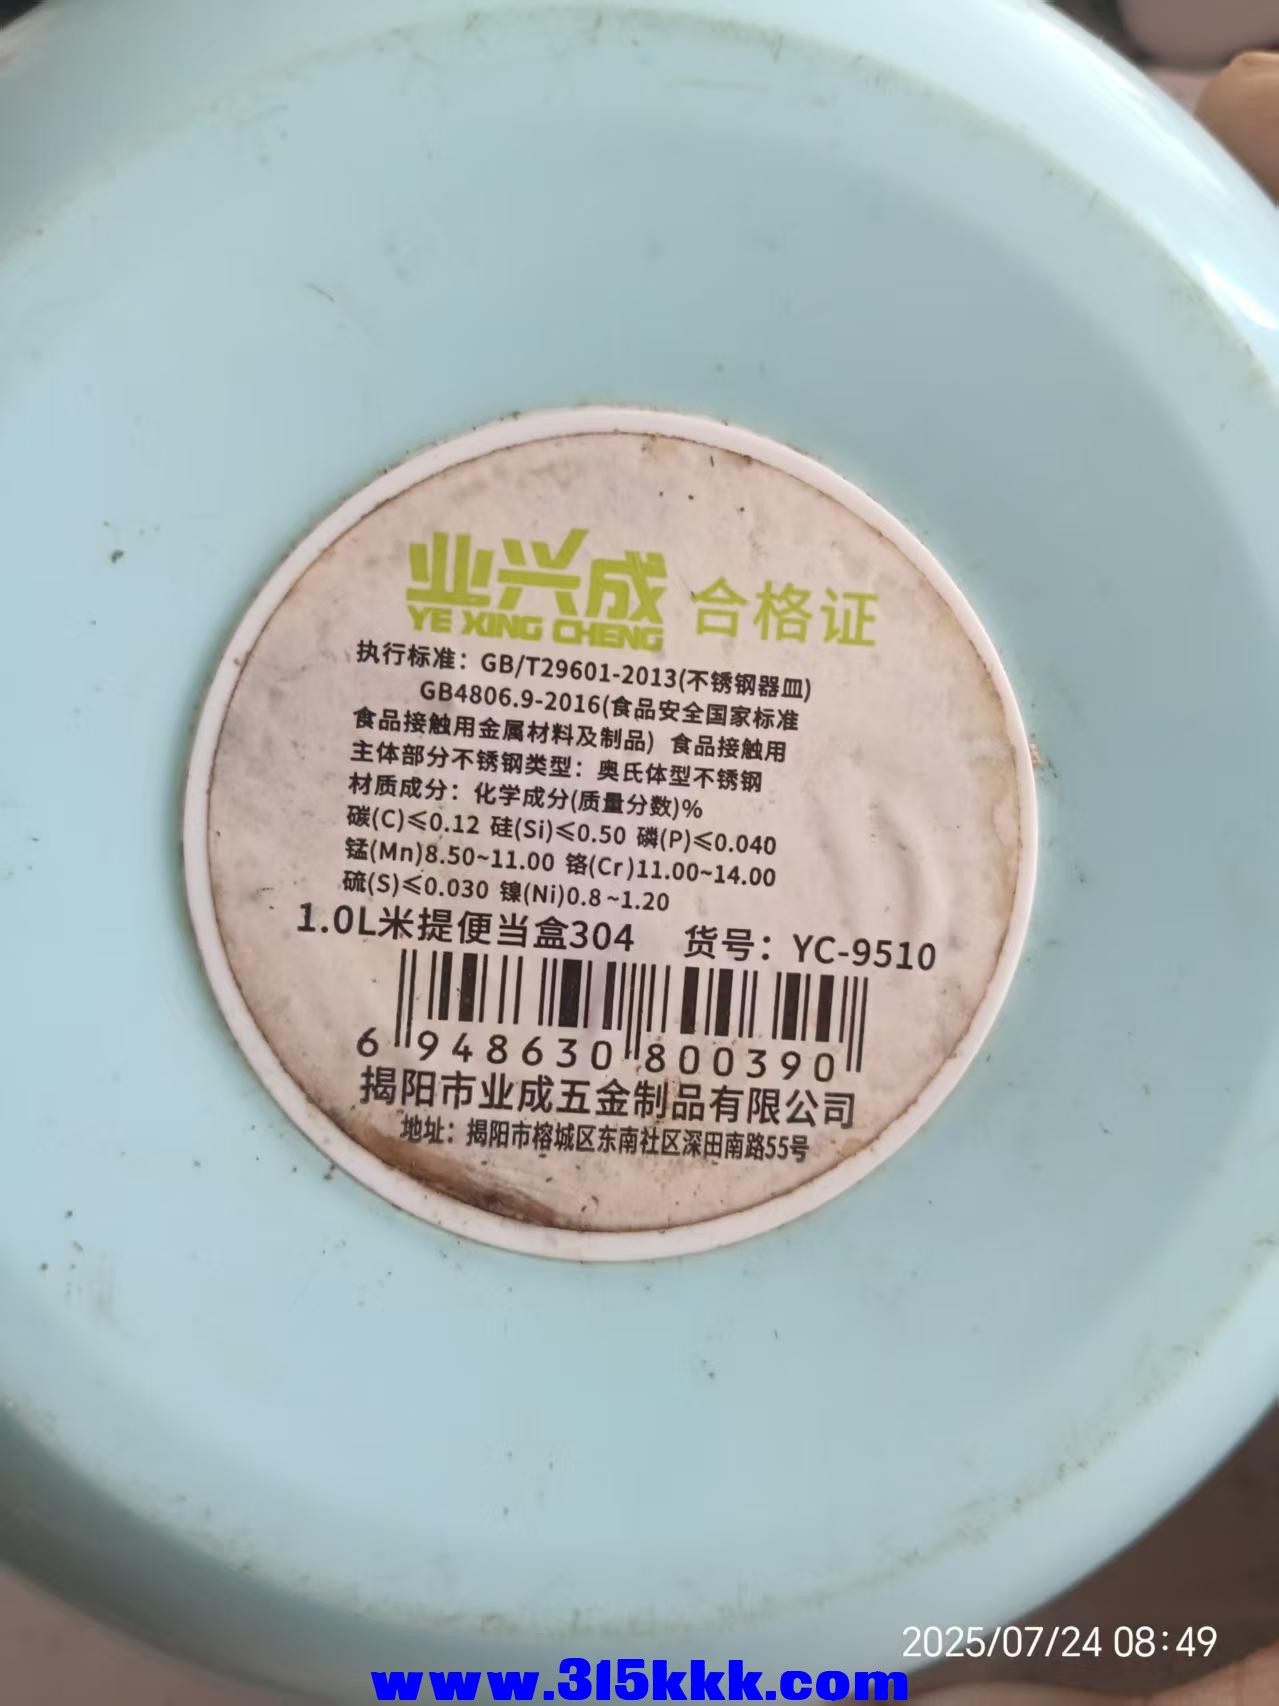 业兴成 合格证
YE XING CHENG
执行标准：GB/T29601-2013(不锈钢器皿)
GB4806.9-2016(食品安全国家标准
食品接触用金属材料及制品) 食品接触用
主体部分不锈钢类型：奥氏体型不锈钢
材质成分：化学成分(质量分数)%
碳(C)≤0.12 硅(Si)≤0.50 磷(P)≤0.040
锰(Mn)8.50~11.00 铬(Cr)11.00~14.00
硫(S)≤0.030 镍(Ni)0.8~1.20
1.0L米提便当盒304 货号：YC-9510
6 948630 800390
揭阳市业成五金制品有限公司
地址：揭阳市榕城区东南社区深田南路55号
2025/07/24 08:49
www.315kkk.com